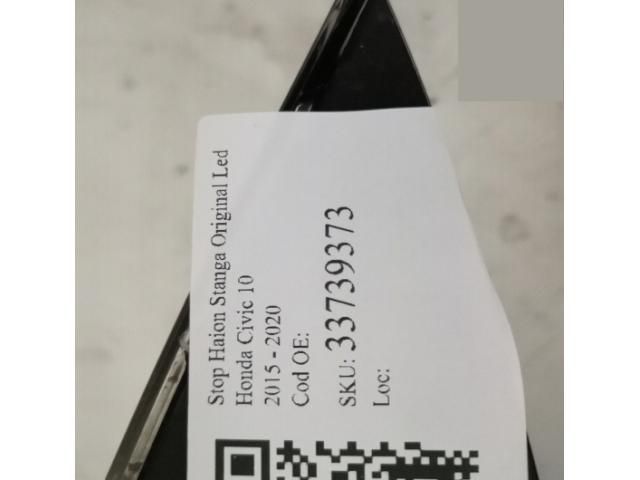 Stop Haion Stanga Original Led
Honda Civic 10
2015 - 2020
Cod OE:
SKU: 33739373
Loc: